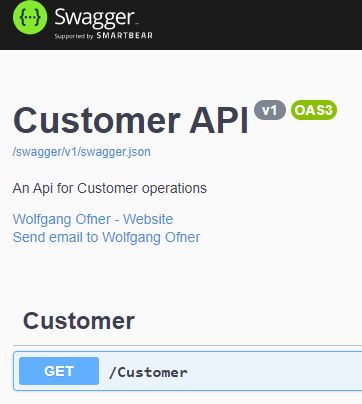 {···} Swagger
Supported by SMARTBEAR
Customer API v1 OAS3
/swagger/v1/swagger.json
An Api for Customer operations
Wolfgang Ofner - Website
Send email to Wolfgang Ofner
Customer
GET /Customer